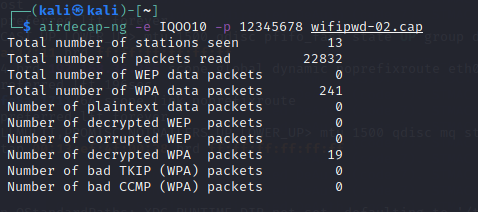 (kali㉿kali)-[~]
$ airdecap-ng -e IQOO10 -p 12345678 wifipwd-02.cap
Total number of stations seen 13
Total number of packets read 22832
Total number of WEP data packets 0
Total number of WPA data packets 241
Number of plaintext data packets 0
Number of decrypted WEP packets 0
Number of corrupted WEP packets 0
Number of decrypted WPA packets 19
Number of bad TKIP (WPA) packets 0
Number of bad CCMP (WPA) packets 0